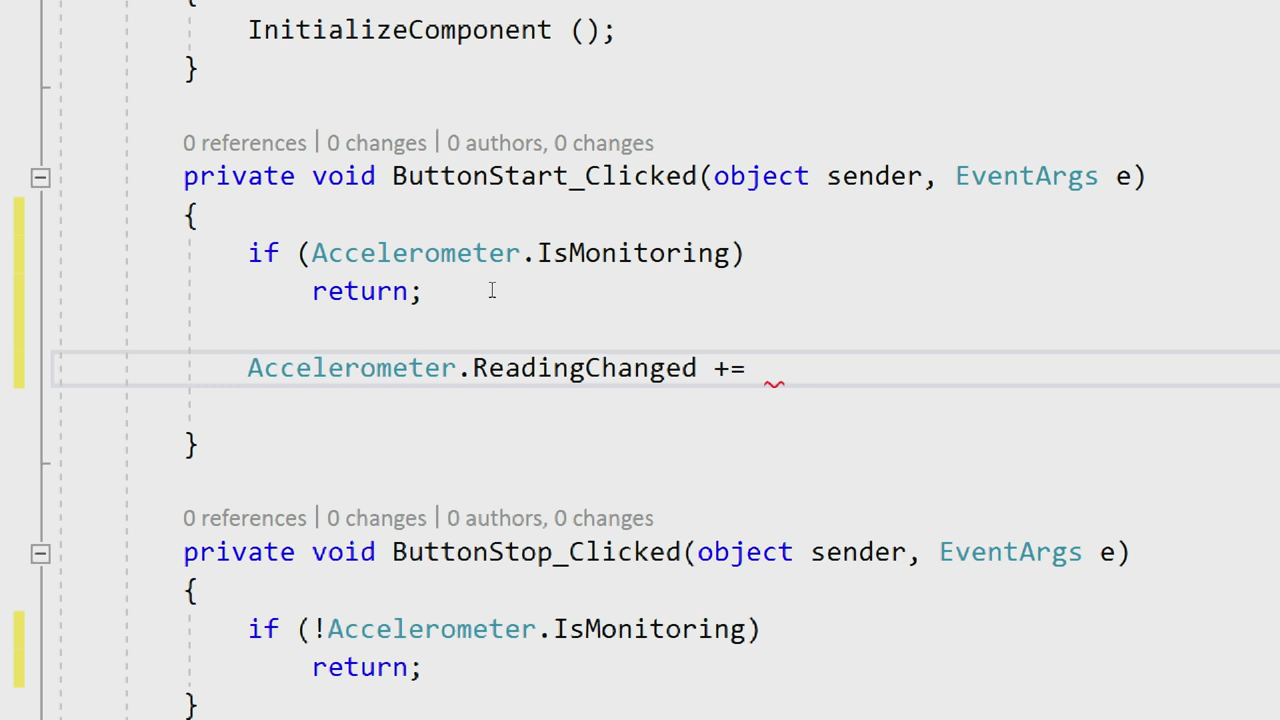 {
InitializeComponent ();
}
0 references | 0 changes | 0 authors, 0 changes
private void ButtonStart_Clicked(object sender, EventArgs e)
{
if (Accelerometer.IsMonitoring)
return;
Accelerometer.ReadingChanged +=
}
0 references | 0 changes | 0 authors, 0 changes
private void ButtonStop_Clicked(object sender, EventArgs e)
{
if (!Accelerometer.IsMonitoring)
return;
}